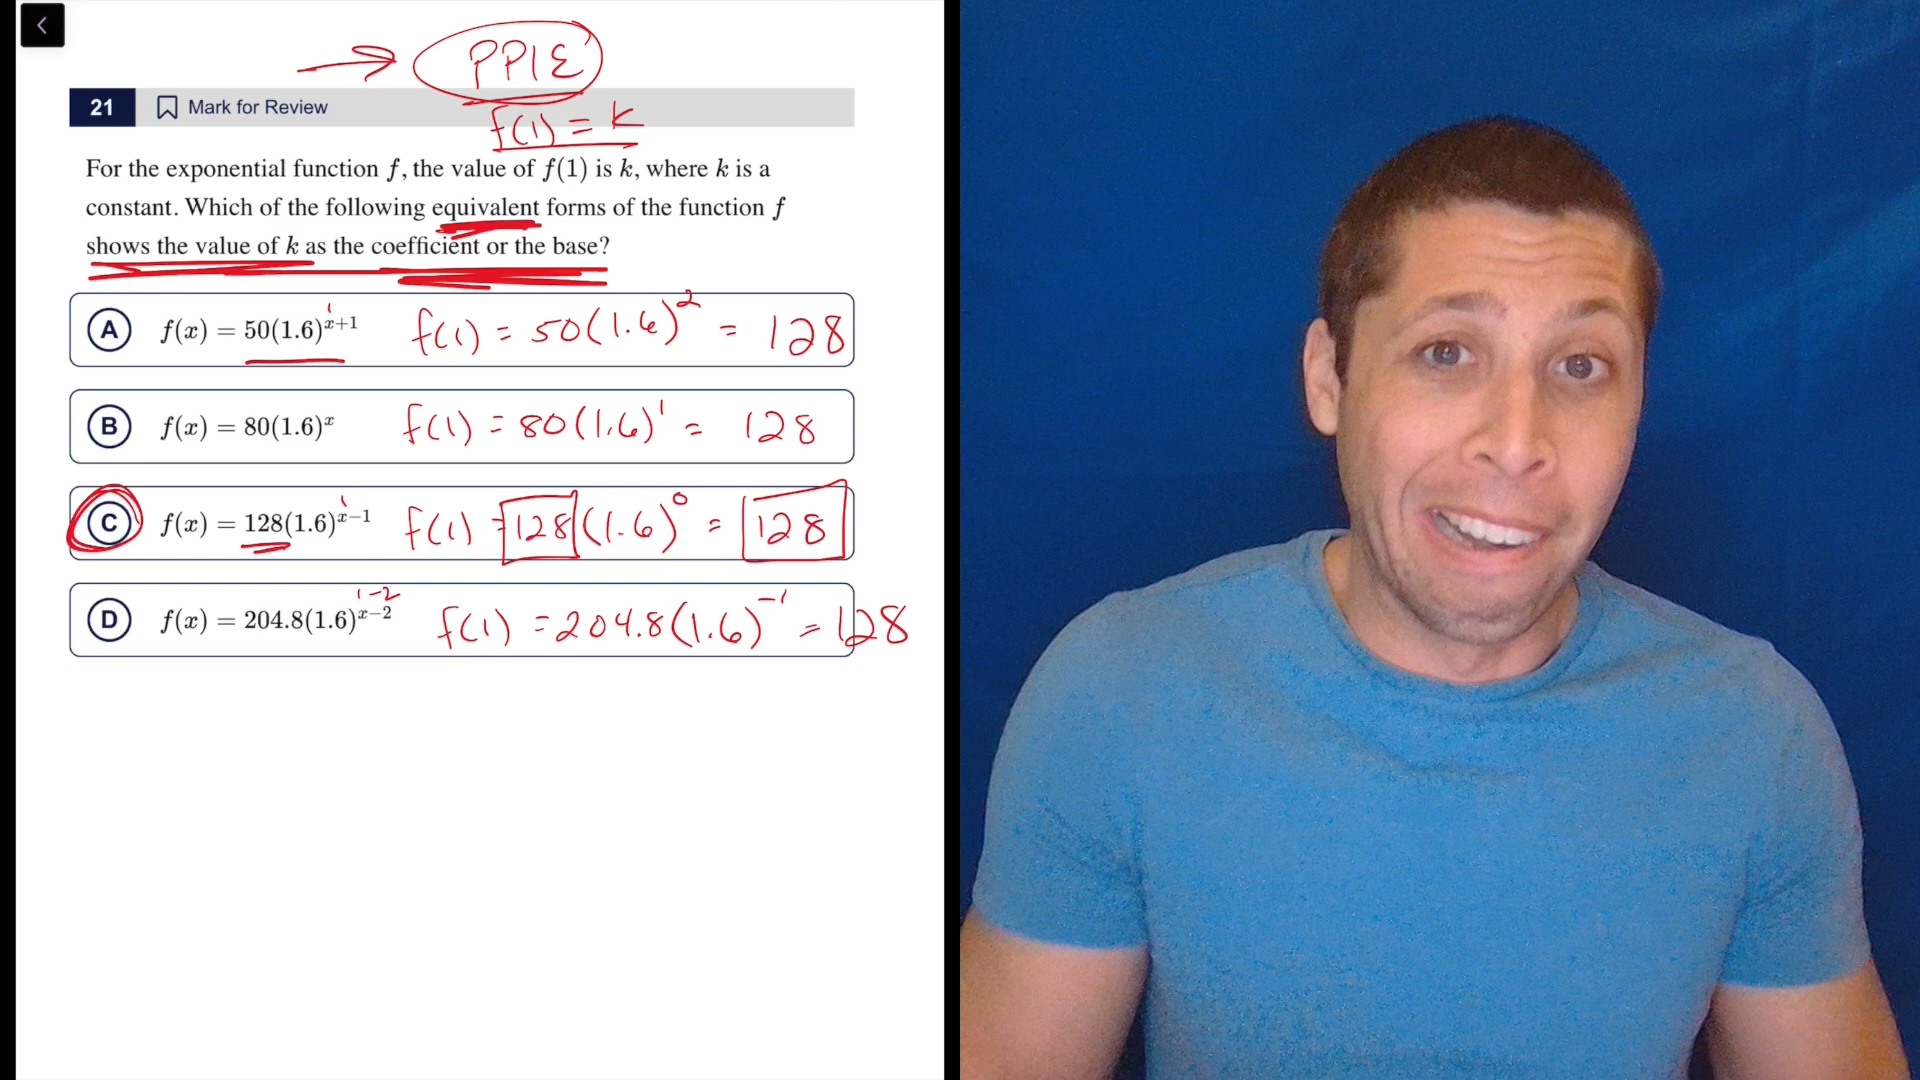 PPIE
21 Mark for Review
f(1) = k
For the exponential function f, the value of f(1) is k, where k is a
constant. Which of the following equivalent forms of the function f
shows the value of k as the coefficient or the base?
A f(x) = 50(1.6)^{x+1} 1 f(1) = 50(1.6)^2 = 128
B f(x) = 80(1.6)^x f(1) = 80(1.6)^1 = 128
C f(x) = 128(1.6)^{x−1} 1 f(1) = 128(1.6)^0 = 128
D f(x) = 204.8(1.6)^{x−2} 1-2 f(1) = 204.8(1.6)^{-1} = 128